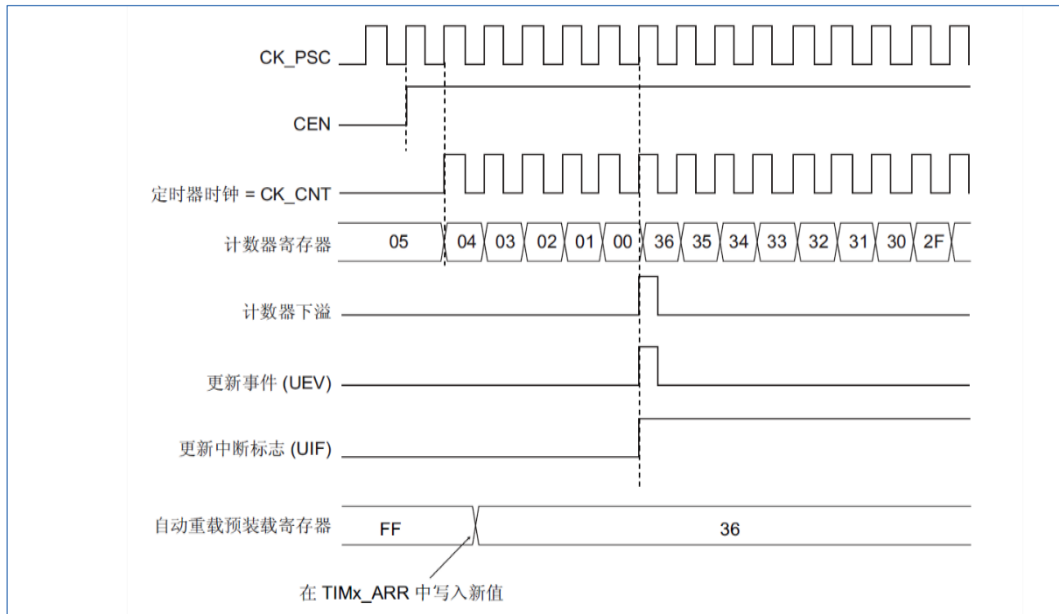 CK_PSC
CEN
定时器时钟 = CK_CNT
计数器寄存器 05 04 03 02 01 00 36 35 34 33 32 31 30 2F
计数器下溢
更新事件 (UEV)
更新中断标志 (UIF)
自动重载预装载寄存器 FF 36
在 TIMx_ARR 中写入新值